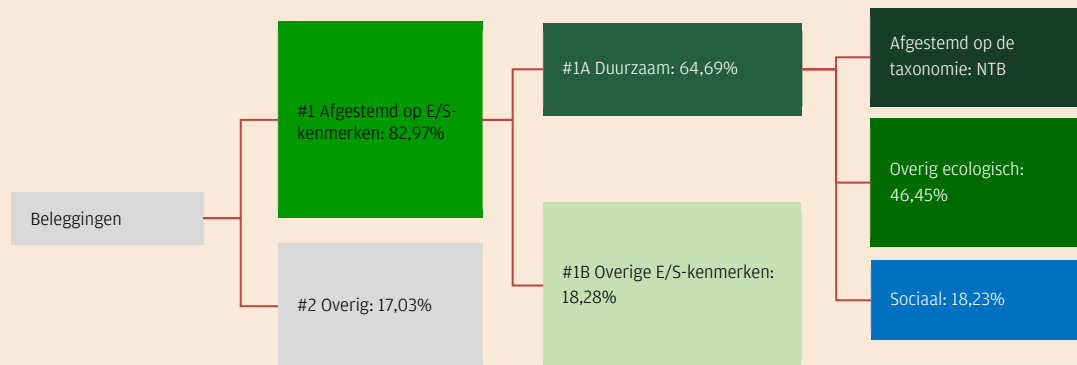 Beleggingen
#1 Afgestemd op E/S-
kenmerken: 82,97%
#2 Overig: 17,03%
#1A Duurzaam: 64,69%
#1B Overige E/S-kenmerken:
18,28%
Afgestemd op de
taxonomie: NTB
Overig ecologisch:
46,45%
Sociaal: 18,23%